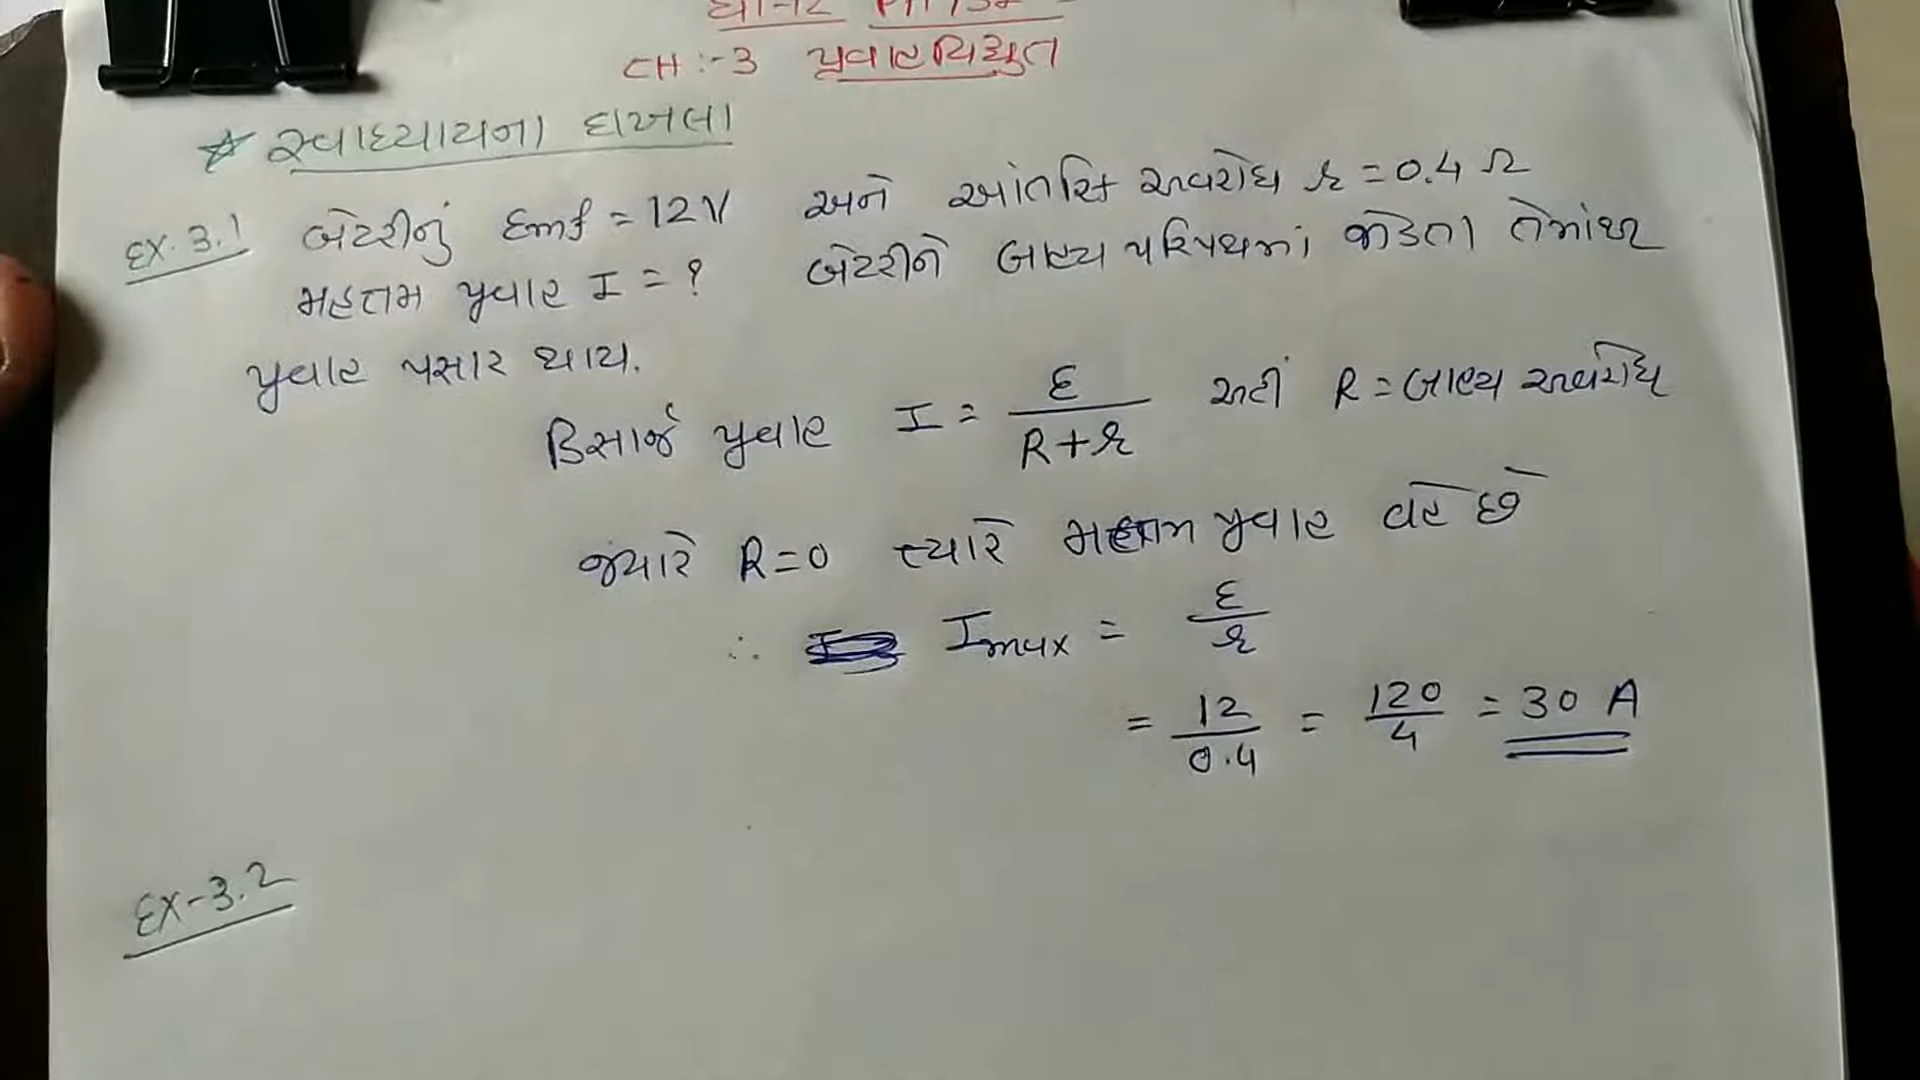 CH :- 3 પ્રવાહવિદ્યુત
☆ સ્વાધ્યાયના દાખલા
Ex. 3.1 બેટરીનું Emf = 12V અને આંતરિક અવરોધ r = 0.4 Ω
મહત્તમ પ્રવાહ I = ? બેટરીને બાહ્ય પરિપથમાં જોડતા તેમાંથી
પ્રવાહ પસાર થાય.
પ્રવાહ I = ε / (R + r) અહીં R = બાહ્ય અવરોધ
જ્યારે R = 0 ત્યારે મહત્તમ પ્રવાહ વહે છે
∴ Imax = ε / r
= 12 / 0.4 = 120 / 4 = 30 A
Ex-3.2